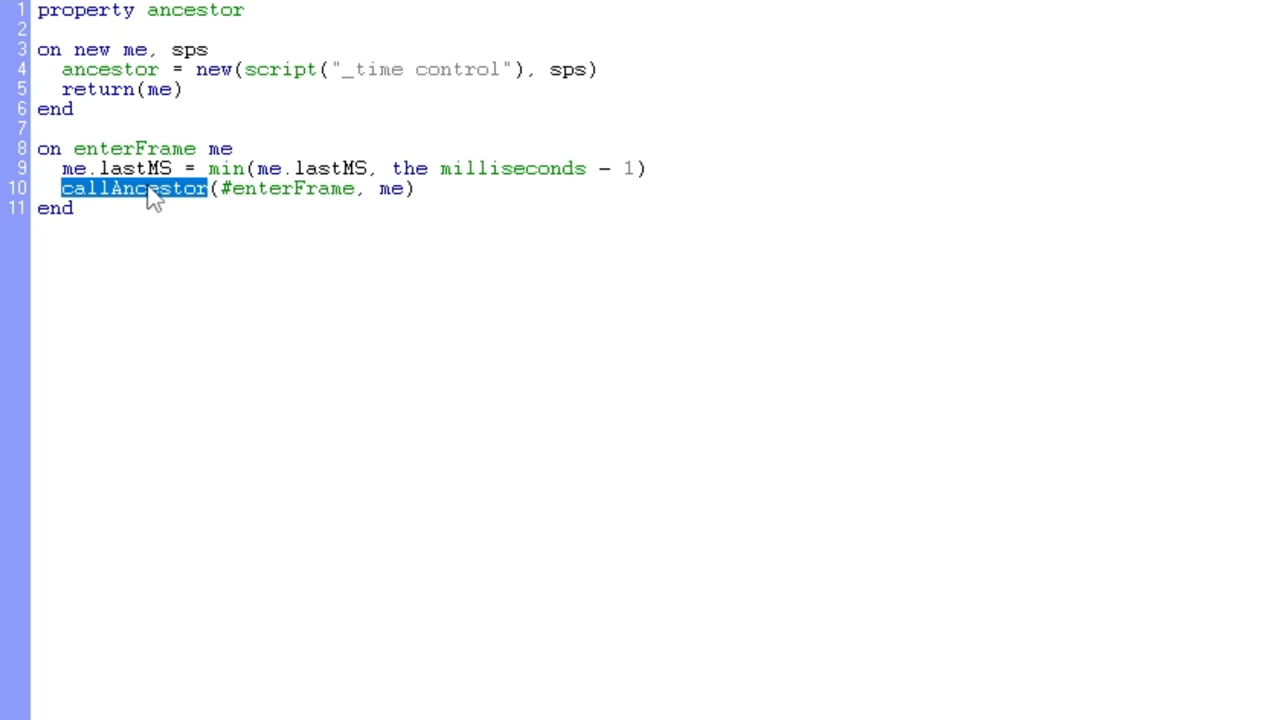 1 property ancestor
2
3 on new me, sps
4 ancestor = new(script("_time control"), sps)
5 return(me)
6 end
7
8 on enterFrame me
9 me.lastMS = min(me.lastMS, the milliseconds - 1)
10 callAncestor(#enterFrame, me)
11 end